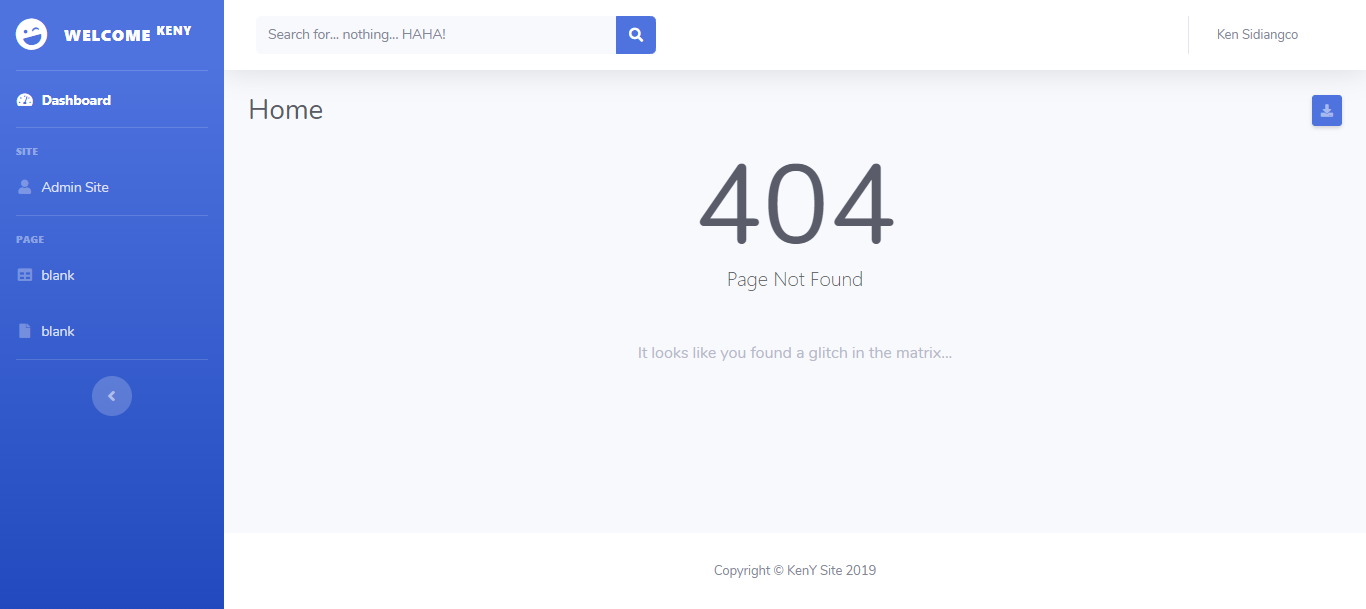 WELCOME KENY
Search for... nothing... HAHA!
Ken Sidiangco
Dashboard
SITE
Admin Site
PAGE
blank
blank
Home
404
Page Not Found
It looks like you found a glitch in the matrix...
Copyright © KenY Site 2019